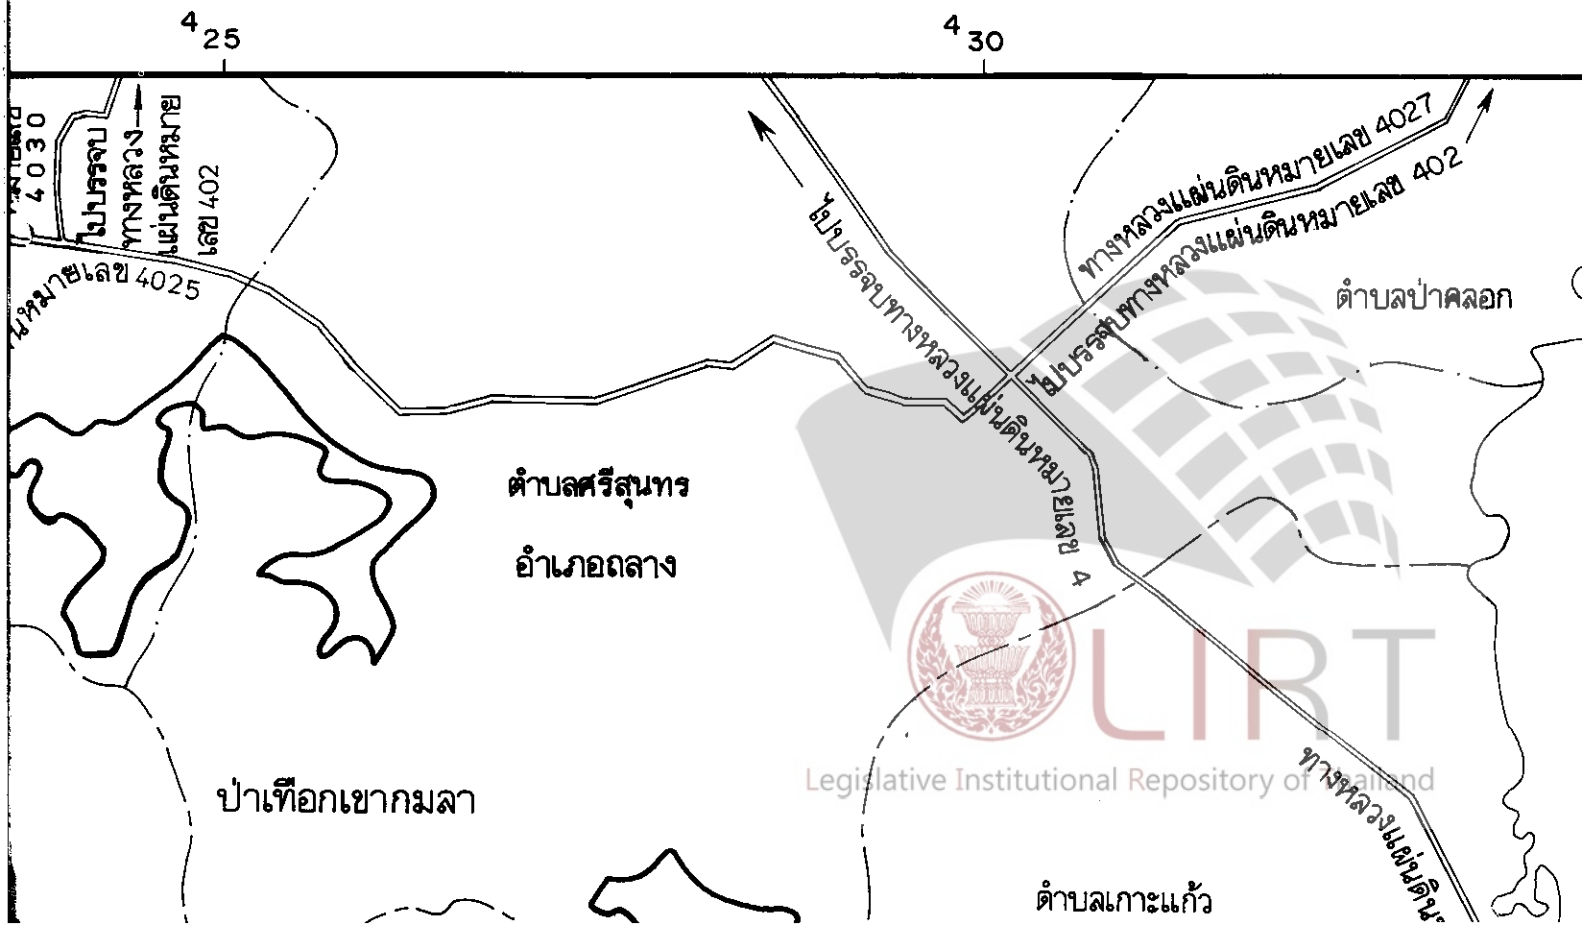 4 25
4 30
4030
ไปบรรจบ
ทางหลวง
แผ่นดินหมาย
เลข 402
นหมายเลข 4025
ไปบรรจบทางหลวงแผ่นดินหมายเลข 4
ทางหลวงแผ่นดินหมายเลข 4027
ไปบรรจบทางหลวงแผ่นดินหมายเลข 402
ตำบลป่าคลอก
ตำบลศรีสุนทร
อำเภอถลาง
LIRT
Legislative Institutional Repository of Thailand
ป่าเทือกเขากมลา
ทางหลวงแผ่นดิน
ตำบลเกาะแก้ว